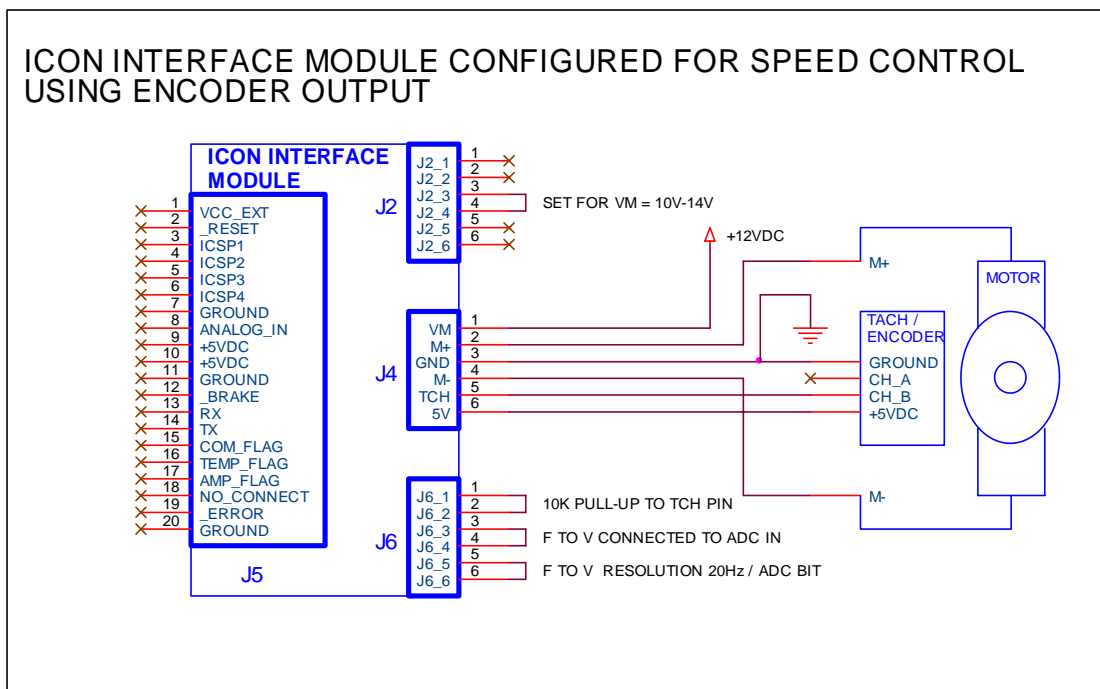 ICON INTERFACE MODULE CONFIGURED FOR SPEED CONTROL
USING ENCODER OUTPUT
ICON INTERFACE
MODULE
1 VCC_EXT
2 _RESET
3 ICSP1
4 ICSP2
5 ICSP3
6 ICSP4
7 GROUND
8 ANALOG_IN
9 +5VDC
10 +5VDC
11 GROUND
12 _BRAKE
13 RX
14 TX
15 COM_FLAG
16 TEMP_FLAG
17 AMP_FLAG
18 NO_CONNECT
19 _ERROR
20 GROUND
J5
J2
J2_1 1
J2_2 2
J2_3 3
J2_4 4
J2_5 5
J2_6 6
SET FOR VM = 10V-14V
J4
VM 1
M+ 2
GND 3
M- 4
TCH 5
5V 6
+12VDC
J6
J6_1 1
J6_2 2
J6_3 3
J6_4 4
J6_5 5
J6_6 6
10K PULL-UP TO TCH PIN
F TO V CONNECTED TO ADC IN
F TO V RESOLUTION 20Hz / ADC BIT
M+
MOTOR
TACH /
ENCODER
GROUND
CH_A
CH_B
+5VDC
M-